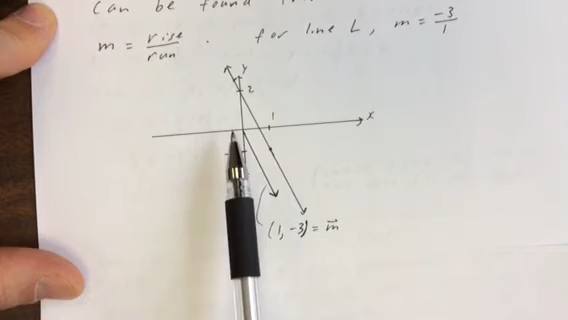 can be found
m = rise/run . for line L, m = -3/1
y
2
1
x
(1, -3) = m⃗